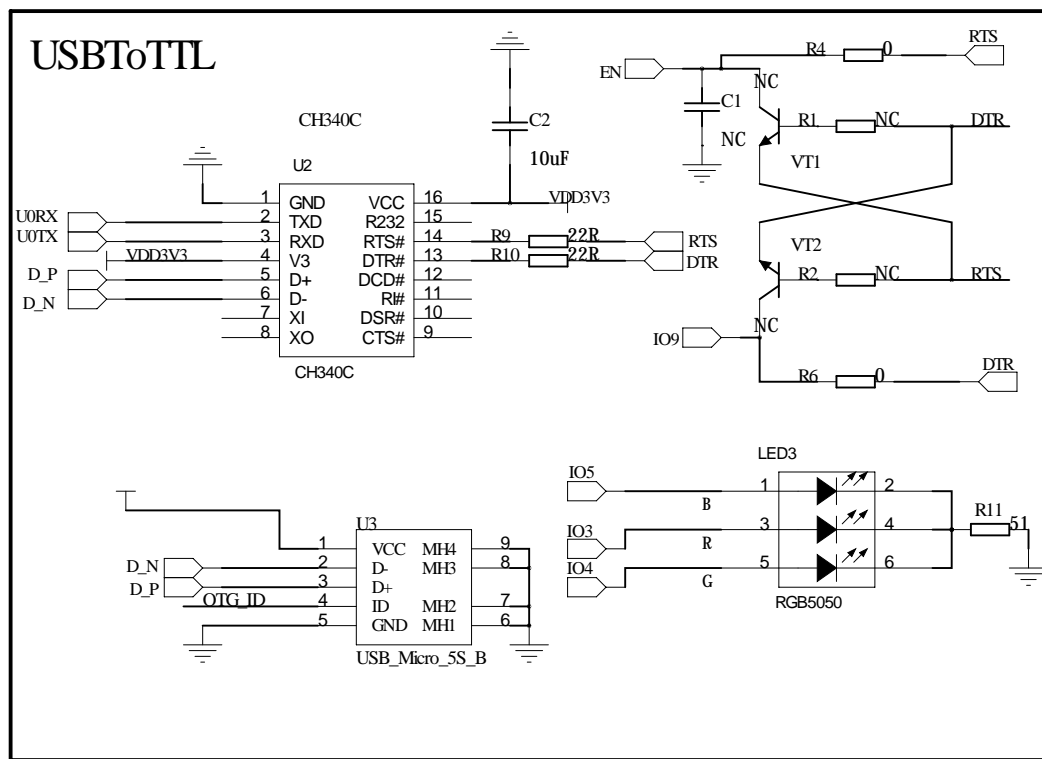 USBToTTL
CH340C
U2
1 GND VCC 16
2 TXD R232 15
3 RXD RTS# 14
4 V3 DTR# 13
5 D+ DCD# 12
6 D- RI# 11
7 XI DSR# 10
8 XO CTS# 9
CH340C
U0RX
U0TX
VDD3V3
D_P
D_N
C2
10uF
VDD3V3
R9 22R RTS
R10 22R DTR
EN
R4 0 RTS
NC
C1
NC
R1 NC DTR
VT1
VT2
R2 NC RTS
NC
IO9
R6 0 DTR
U3
1 VCC MH4 9
2 D- MH3 8
3 D+
4 ID MH2 7
5 GND MH1 6
USB_Micro_5S_B
D_N
D_P
OTG_ID
LED3
IO5 B 1 2
IO3 R 3 4
IO4 G 5 6
RGB5050
R11 51